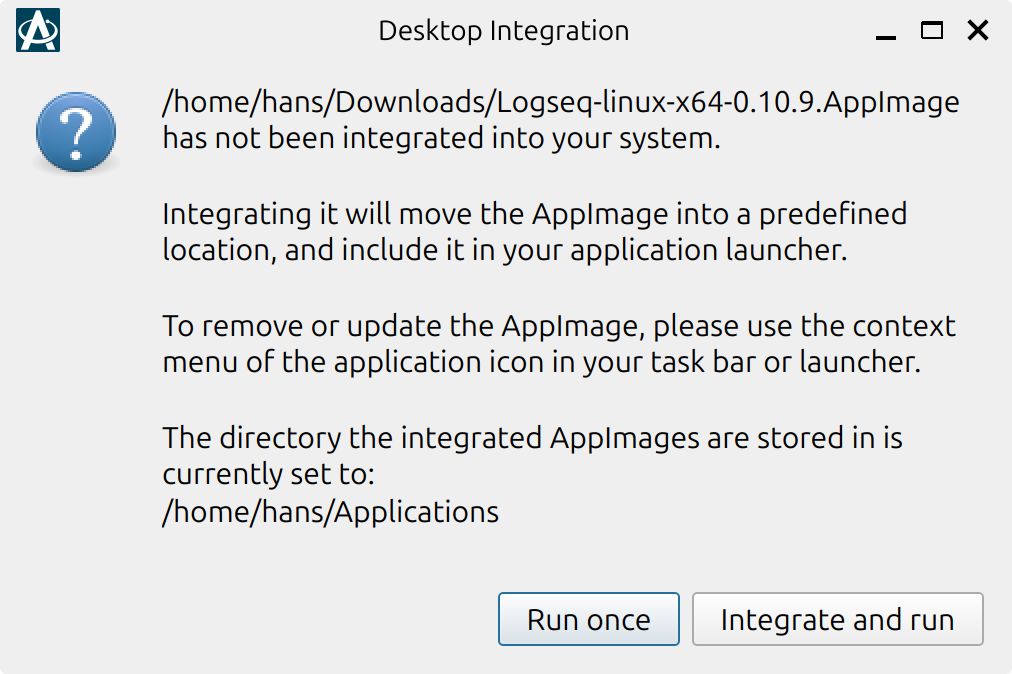 Desktop Integration
/home/hans/Downloads/Logseq-linux-x64-0.10.9.AppImage
has not been integrated into your system.
Integrating it will move the AppImage into a predefined
location, and include it in your application launcher.
To remove or update the AppImage, please use the context
menu of the application icon in your task bar or launcher.
The directory the integrated AppImages are stored in is
currently set to:
/home/hans/Applications
Run once
Integrate and run